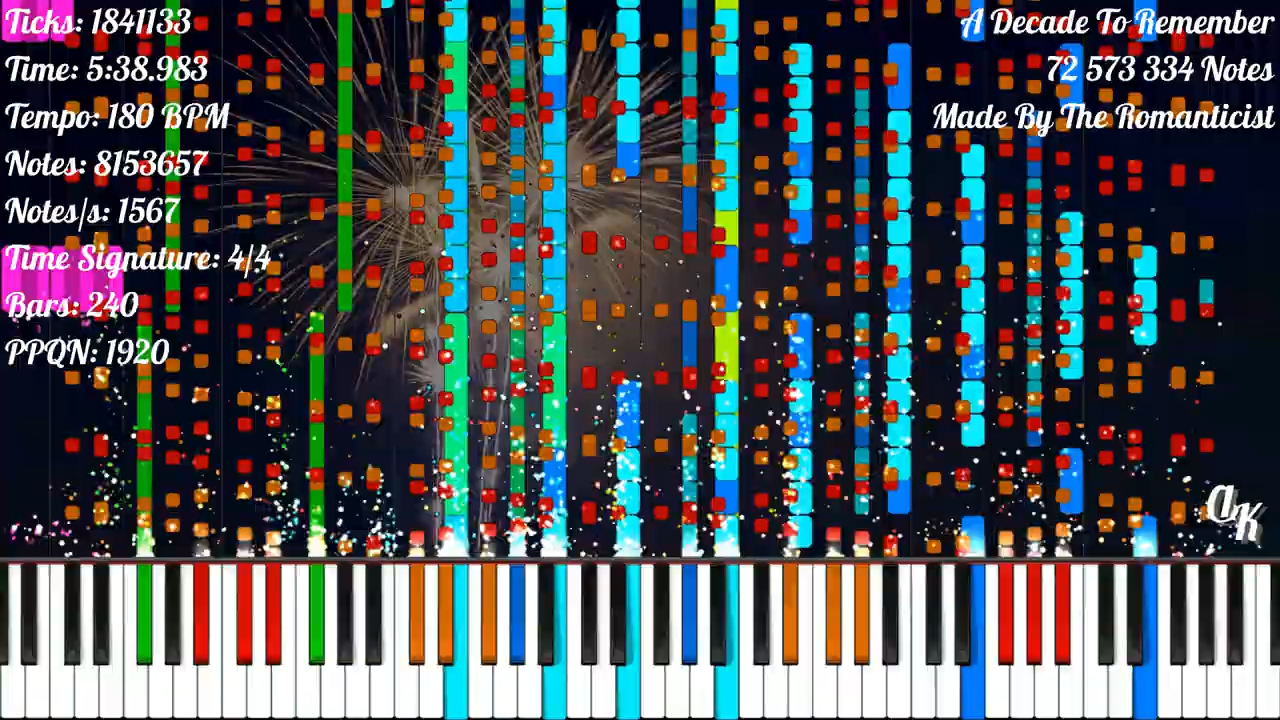 Ticks: 1841133
Time: 5:38.983
Tempo: 180 BPM
Notes: 8153657
Notes/s: 1567
Time Signature: 4/4
Bars: 240
PPQN: 1920
A Decade To Remember
72 573 334 Notes
Made By The Romanticist
AK